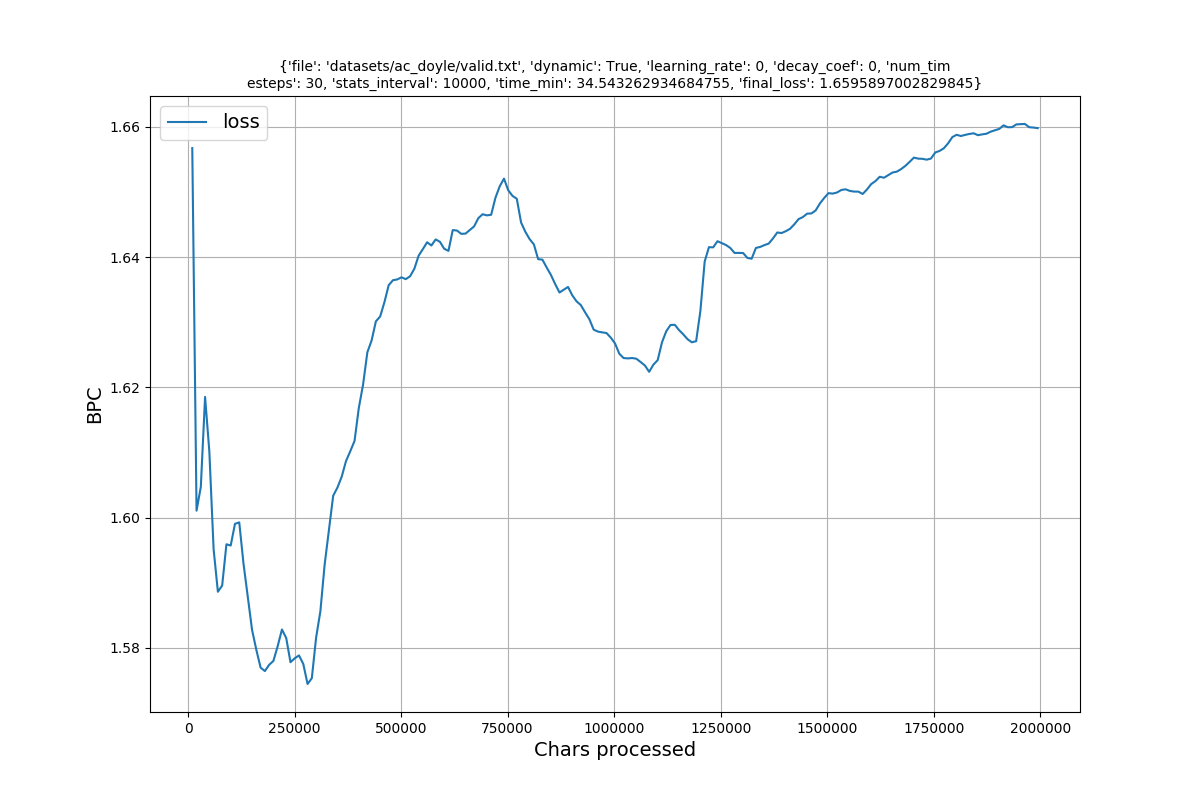 {'file': 'datasets/ac_doyle/valid.txt', 'dynamic': True, 'learning_rate': 0, 'decay_coef': 0, 'num_tim
esteps': 30, 'stats_interval': 10000, 'time_min': 34.543262934684755, 'final_loss': 1.6595897002829845}
loss
1.66
1.64
1.62
1.60
1.58
BPC
0 250000 500000 750000 1000000 1250000 1500000 1750000 2000000
Chars processed